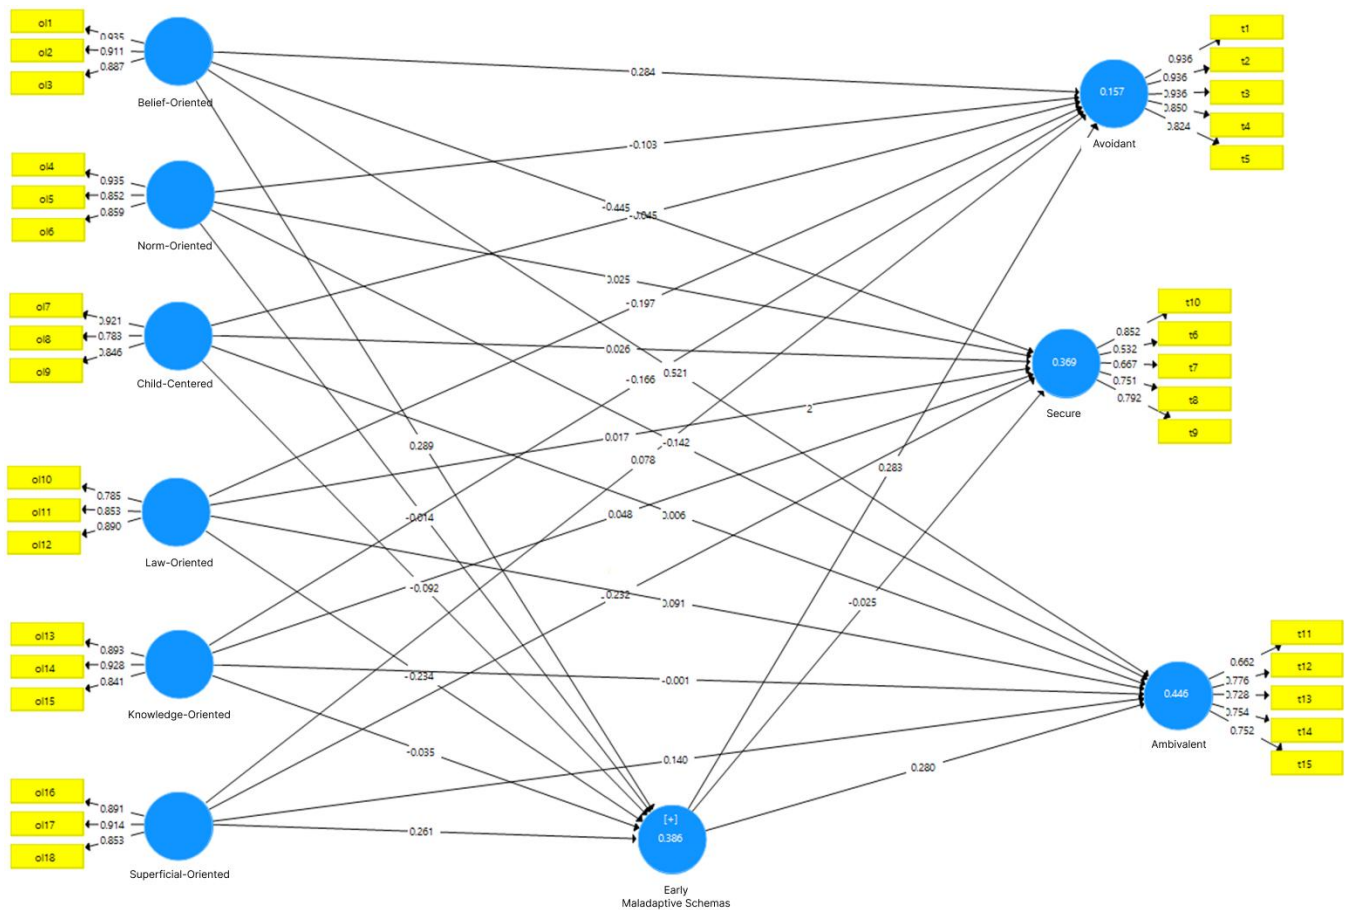 ol1
0.935
ol2
0.911
ol3
0.887
Belief-Oriented
ol4
0.935
ol5
0.852
ol6
0.859
Norm-Oriented
ol7
0.921
ol8
0.783
ol9
0.846
Child-Centered
ol10
0.785
ol11
0.853
ol12
0.890
Law-Oriented
ol13
0.893
ol14
0.928
ol15
0.841
Knowledge-Oriented
ol16
0.891
ol17
0.914
ol18
0.853
Superficial-Oriented
0.284
-0.103
-0.445
-0.045
0.025
-0.197
0.026
0.521
-0.166
2
0.017
-0.142
0.289
0.078
0.283
-0.014
0.048
0.006
-0.092
-0.232
0.091
-0.025
-0.234
-0.001
-0.035
0.140
0.280
0.261
[+]
0.386
Early
Maladaptive Schemas
0.157
Avoidant
t1
0.936
t2
0.936
t3
0.936
t4
0.850
t5
0.824
0.369
Secure
t10
0.852
t6
0.532
t7
0.667
t8
0.751
t9
0.792
0.446
Ambivalent
t11
0.662
t12
0.776
t13
0.728
t14
0.754
t15
0.752